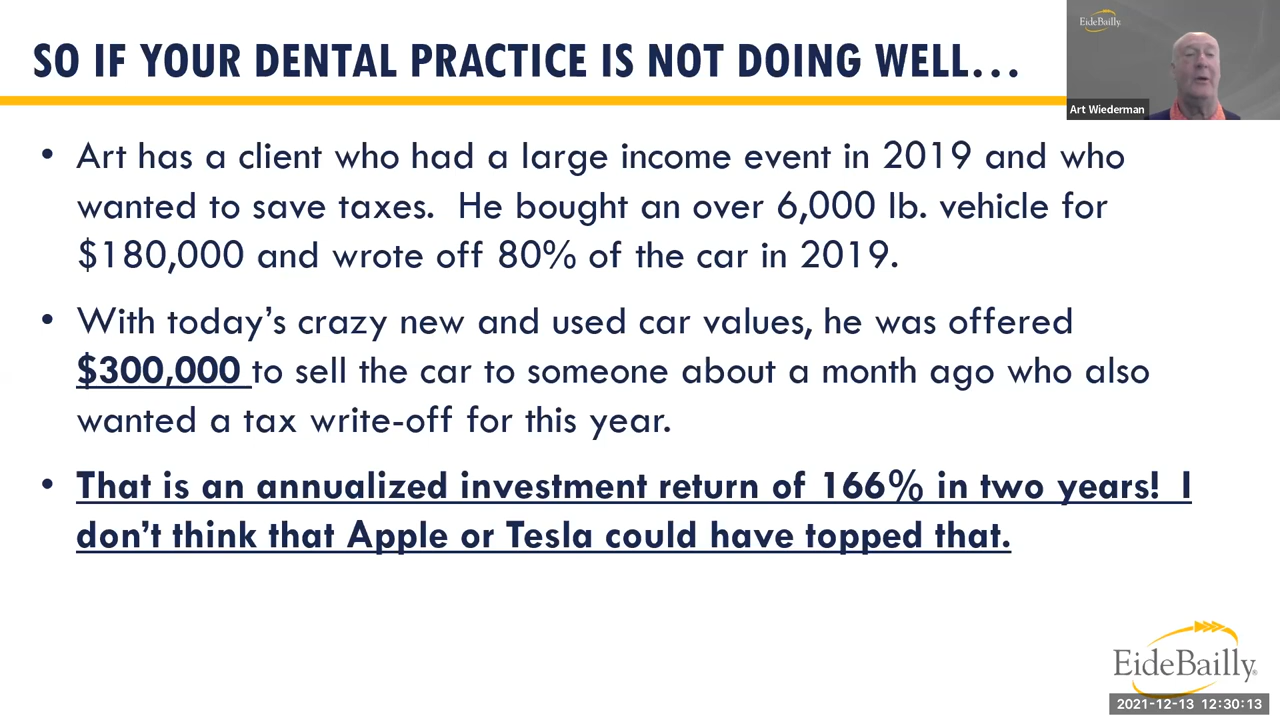 SO IF YOUR DENTAL PRACTICE IS NOT DOING WELL...
EideBailly.
Art Wiederman
• Art has a client who had a large income event in 2019 and who
wanted to save taxes. He bought an over 6,000 lb. vehicle for
$180,000 and wrote off 80% of the car in 2019.
• With today’s crazy new and used car values, he was offered
$300,000 to sell the car to someone about a month ago who also
wanted a tax write-off for this year.
• That is an annualized investment return of 166% in two years! I
don’t think that Apple or Tesla could have topped that.
EideBailly®
2021-12-13 12:30:13